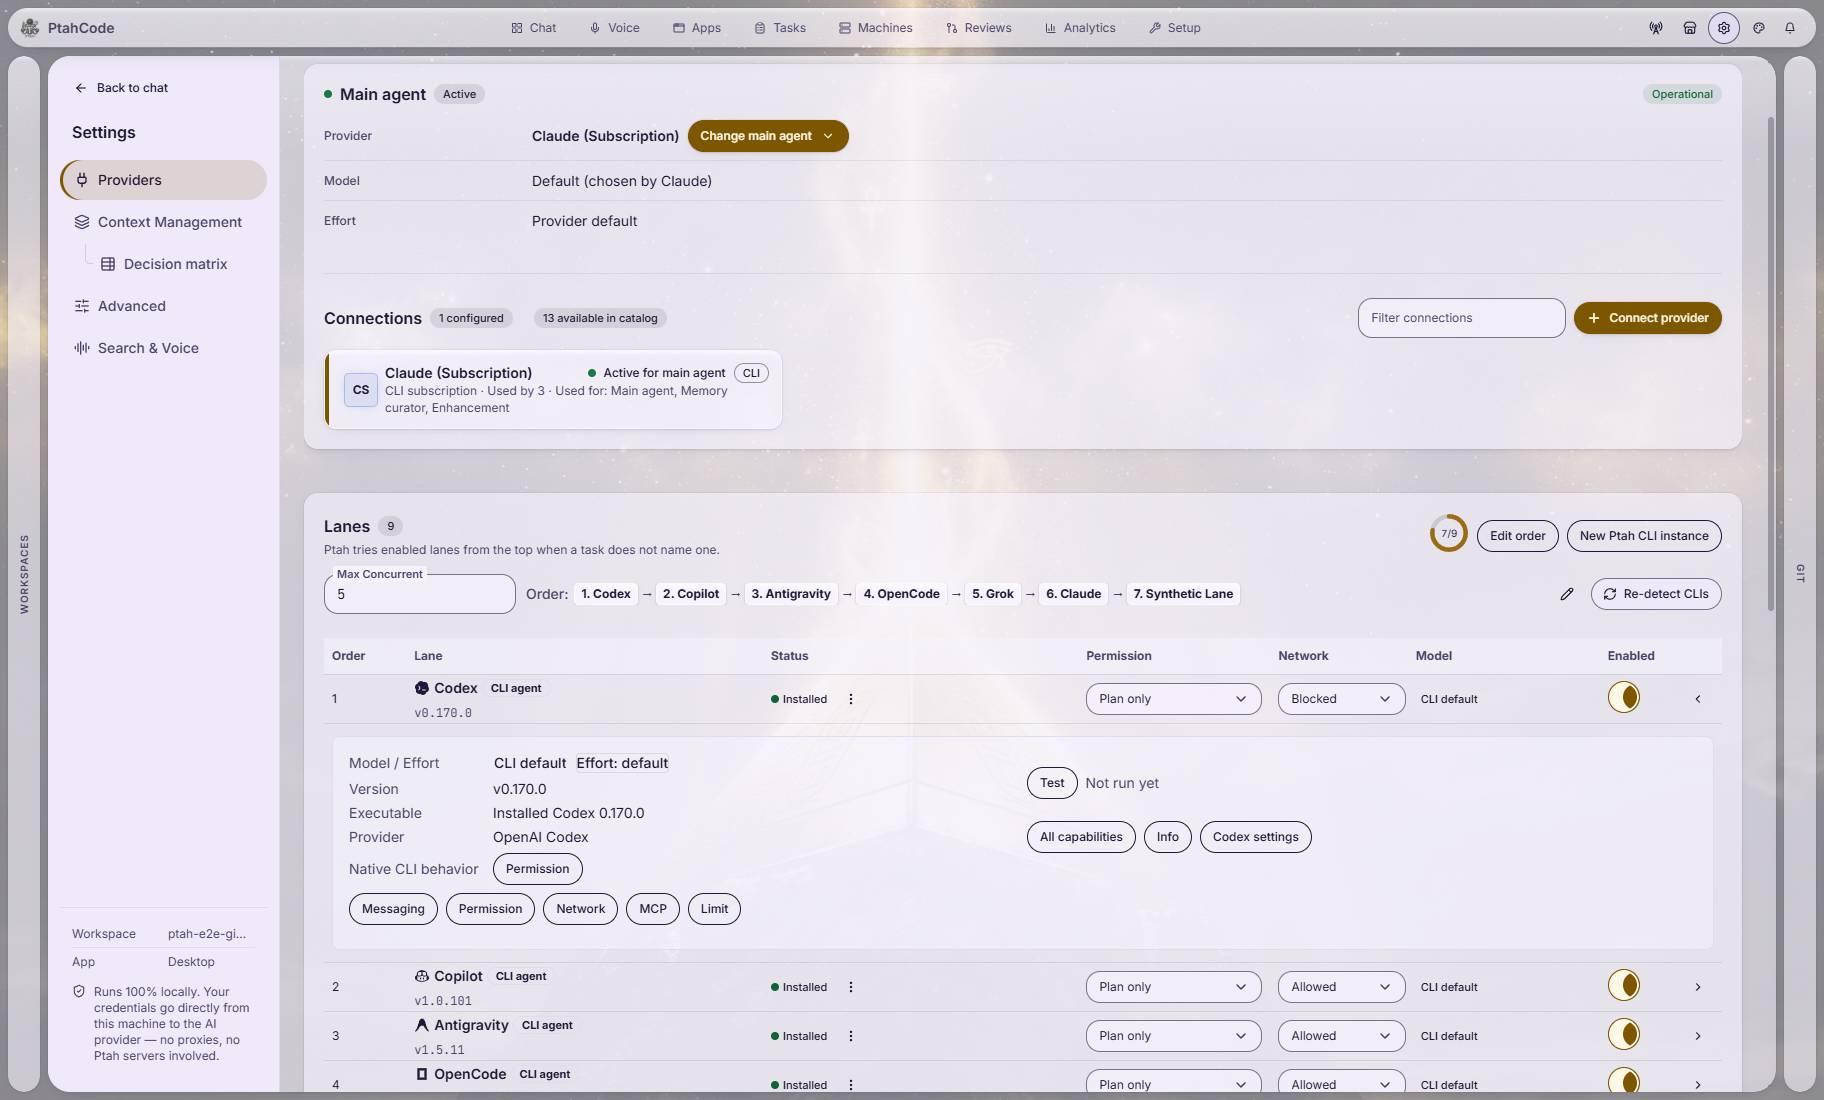 PtahCode
Chat
Voice
Apps
Tasks
Machines
Reviews
Analytics
Setup
WORKSPACES
Back to chat
Settings
Providers
Context Management
Decision matrix
Advanced
Search & Voice
Workspace ptah-e2e-gi...
App Desktop
Runs 100% locally. Your
credentials go directly from
this machine to the AI
provider — no proxies, no
Ptah servers involved.
Main agent Active Operational
Provider Claude (Subscription) Change main agent
Model Default (chosen by Claude)
Effort Provider default
Connections 1 configured 13 available in catalog Filter connections + Connect provider
CS
Claude (Subscription) Active for main agent CLI
CLI subscription · Used by 3 · Used for: Main agent, Memory
curator, Enhancement
Lanes 9 7/9 Edit order New Ptah CLI instance
Ptah tries enabled lanes from the top when a task does not name one.
Max Concurrent
5 Order: 1. Codex → 2. Copilot → 3. Antigravity → 4. OpenCode → 5. Grok → 6. Claude → 7. Synthetic Lane Re-detect CLIs
Order Lane Status Permission Network Model Enabled
1 Codex CLI agent Installed Plan only Blocked CLI default
v0.170.0
Model / Effort CLI default Effort: default
Version v0.170.0
Executable Installed Codex 0.170.0
Provider OpenAI Codex
Native CLI behavior Permission
Messaging Permission Network MCP Limit
Test Not run yet
All capabilities Info Codex settings
2 Copilot CLI agent Installed Plan only Allowed CLI default
v1.0.101
3 Antigravity CLI agent Installed Plan only Allowed CLI default
v1.5.11
4 OpenCode CLI agent Installed Plan only Allowed CLI default
GIT